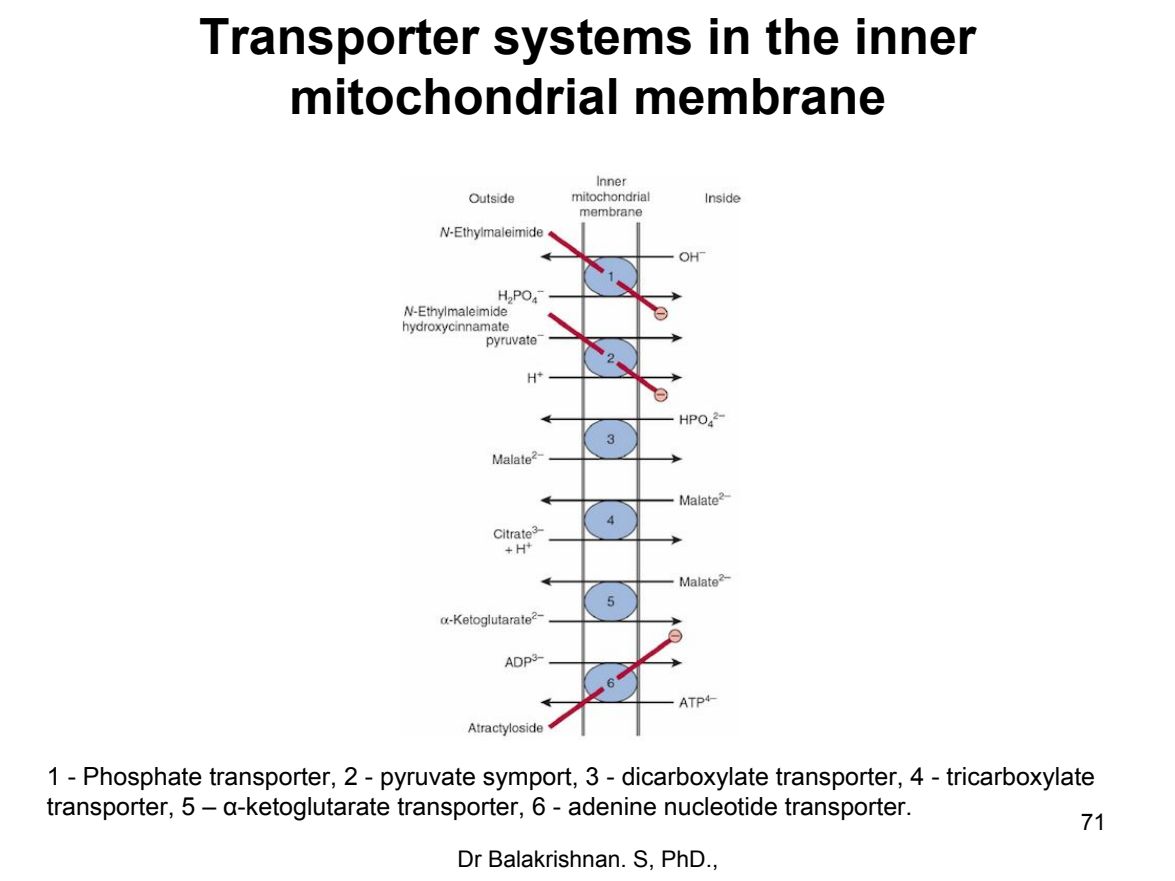 Transporter systems in the inner
mitochondrial membrane
Outside
Inner
mitochondrial
membrane
Inside
N-Ethylmaleimide
OH⁻
1
H₂PO₄⁻
N-Ethylmaleimide
hydroxycinnamate
pyruvate⁻
2
H⁺
HPO₄²⁻
3
Malate²⁻
Malate²⁻
4
Citrate³⁻
+ H⁺
Malate²⁻
5
α-Ketoglutarate²⁻
ADP³⁻
6
ATP⁴⁻
Atractyloside
1 - Phosphate transporter, 2 - pyruvate symport, 3 - dicarboxylate transporter, 4 - tricarboxylate
transporter, 5 – α-ketoglutarate transporter, 6 - adenine nucleotide transporter.
71
Dr Balakrishnan. S, PhD.,